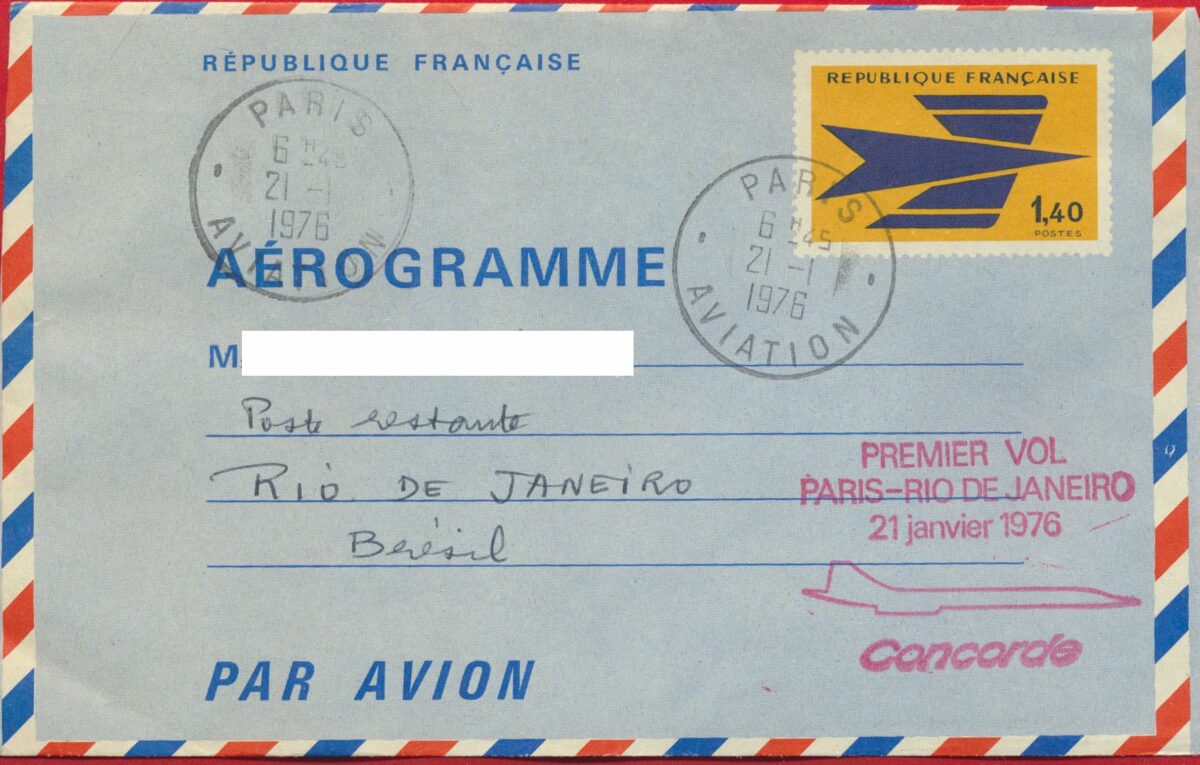 RÉPUBLIQUE FRANÇAISE
REPUBLIQUE FRANÇAISE
1,40
POSTES
PARIS
6 H 45
21 -1
1976
AVIATION
PARIS
6 H 45
21 -1
1976
AVIATION
AÉROGRAMME
M
Poste restante
RIO DE JANEIRO
Brésil
PREMIER VOL
PARIS-RIO DE JANEIRO
21 janvier 1976
Concorde
PAR AVION